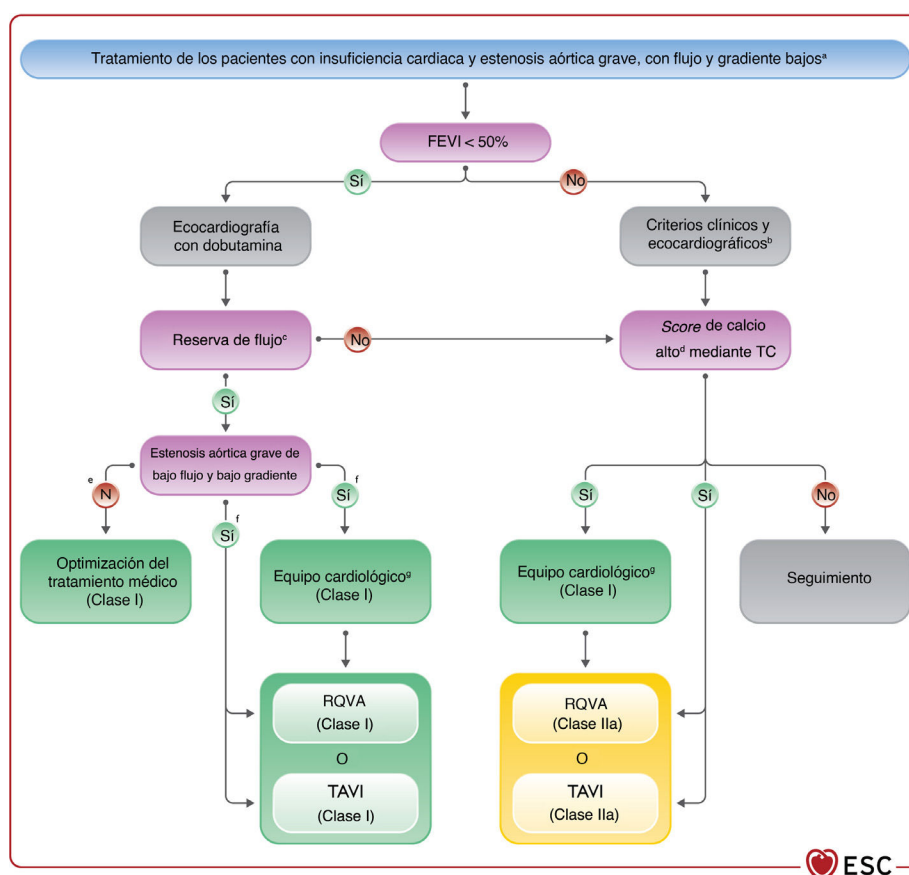 Tratamiento de los pacientes con insuficiencia cardiaca y estenosis aórtica grave, con flujo y gradiente bajosᵃ
FEVI < 50%
Sí
No
Ecocardiografía
con dobutamina
Criterios clínicos y
ecocardiográficosᵇ
Reserva de flujoᶜ
No
Score de calcio
altoᵈ mediante TC
Sí
Estenosis aórtica grave de
bajo flujo y bajo gradiente
e
N
Sí f
Sí f
Sí
Sí
No
Optimización del
tratamiento médico
(Clase I)
Equipo cardiológicoᵍ
(Clase I)
Equipo cardiológicoᵍ
(Clase I)
Seguimiento
RQVA
(Clase I)
O
TAVI
(Clase I)
RQVA
(Clase IIa)
O
TAVI
(Clase IIa)
ESC